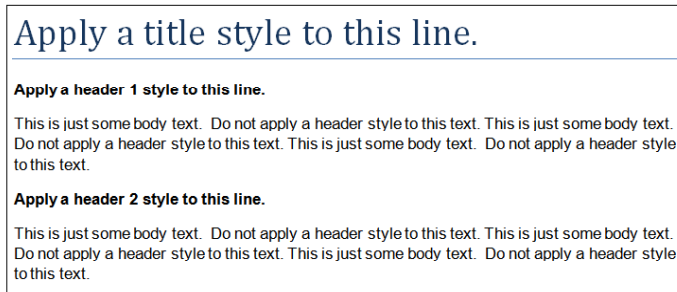 Apply a title style to this line.
Apply a header 1 style to this line.
This is just some body text.  Do not apply a header style to this text. This is just some body text.
Do not apply a header style to this text. This is just some body text.  Do not apply a header style
to this text.
Apply a header 2 style to this line.
This is just some body text.  Do not apply a header style to this text. This is just some body text.
Do not apply a header style to this text. This is just some body text.  Do not apply a header style
to this text.